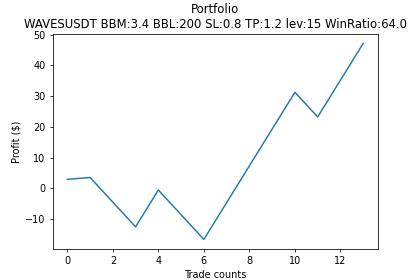 Portfolio
WAVESUSDT BBM:3.4 BBL:200 SL:0.8 TP:1.2 lev:15 WinRatio:64.0
50
40
30
20
10
0
−10
Profit ($)
0 2 4 6 8 10 12
Trade counts